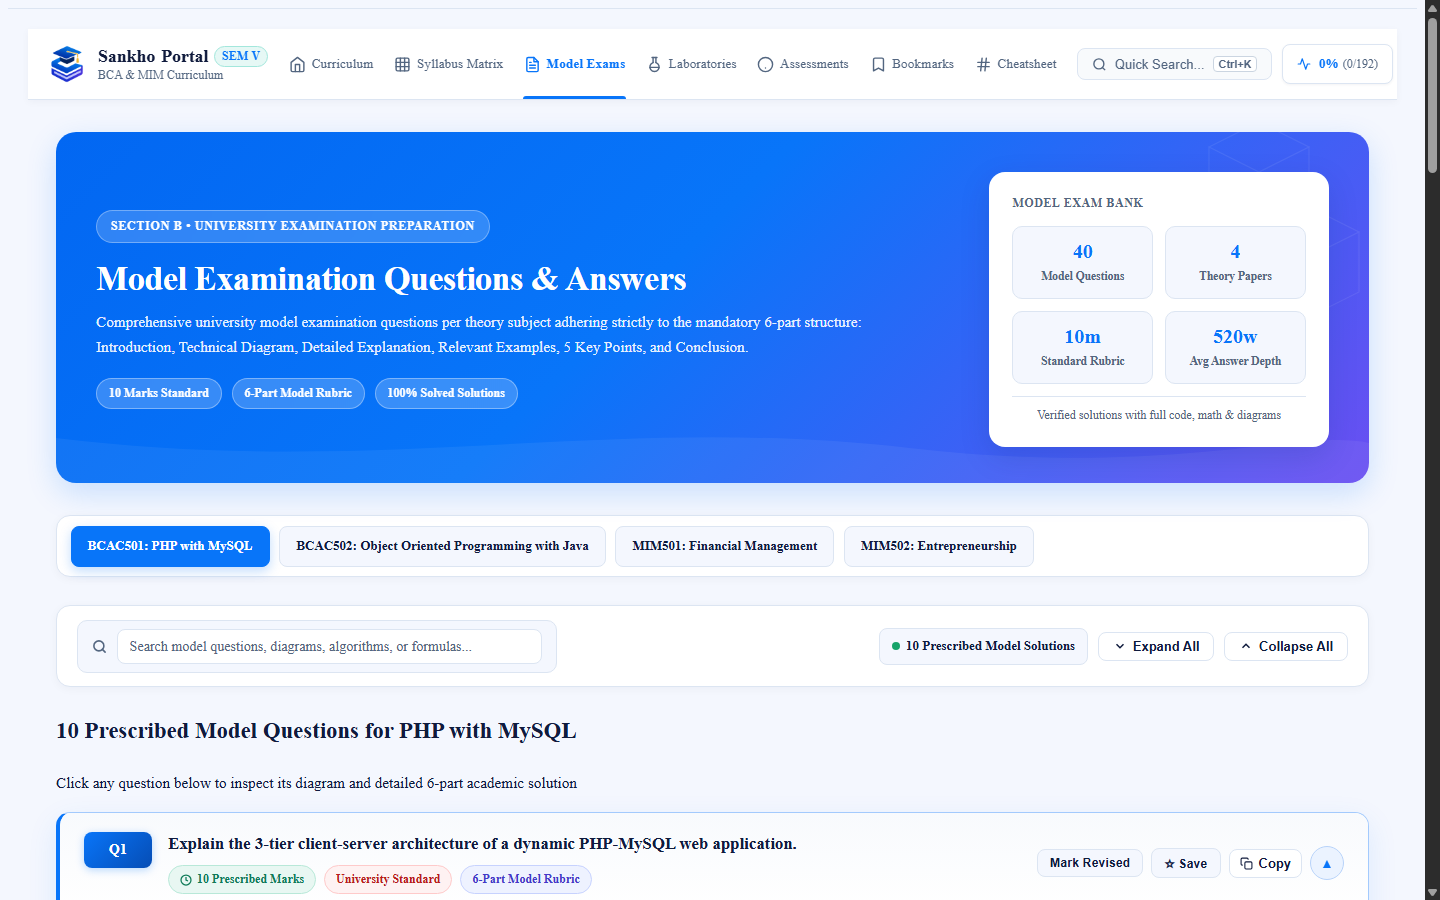 Sankho Portal SEM V
BCA & MIM Curriculum
Curriculum
Syllabus Matrix
Model Exams
Laboratories
Assessments
Bookmarks
Cheatsheet
Quick Search... Ctrl+K
0% (0/192)
SECTION B • UNIVERSITY EXAMINATION PREPARATION
Model Examination Questions & Answers
Comprehensive university model examination questions per theory subject adhering strictly to the mandatory 6-part structure:
Introduction, Technical Diagram, Detailed Explanation, Relevant Examples, 5 Key Points, and Conclusion.
10 Marks Standard
6-Part Model Rubric
100% Solved Solutions
MODEL EXAM BANK
40
Model Questions
4
Theory Papers
10m
Standard Rubric
520w
Avg Answer Depth
Verified solutions with full code, math & diagrams
BCAC501: PHP with MySQL
BCAC502: Object Oriented Programming with Java
MIM501: Financial Management
MIM502: Entrepreneurship
Search model questions, diagrams, algorithms, or formulas...
10 Prescribed Model Solutions
Expand All
Collapse All
10 Prescribed Model Questions for PHP with MySQL
Click any question below to inspect its diagram and detailed 6-part academic solution
Q1
Explain the 3-tier client-server architecture of a dynamic PHP-MySQL web application.
10 Prescribed Marks
University Standard
6-Part Model Rubric
Mark Revised
☆ Save
Copy
▲